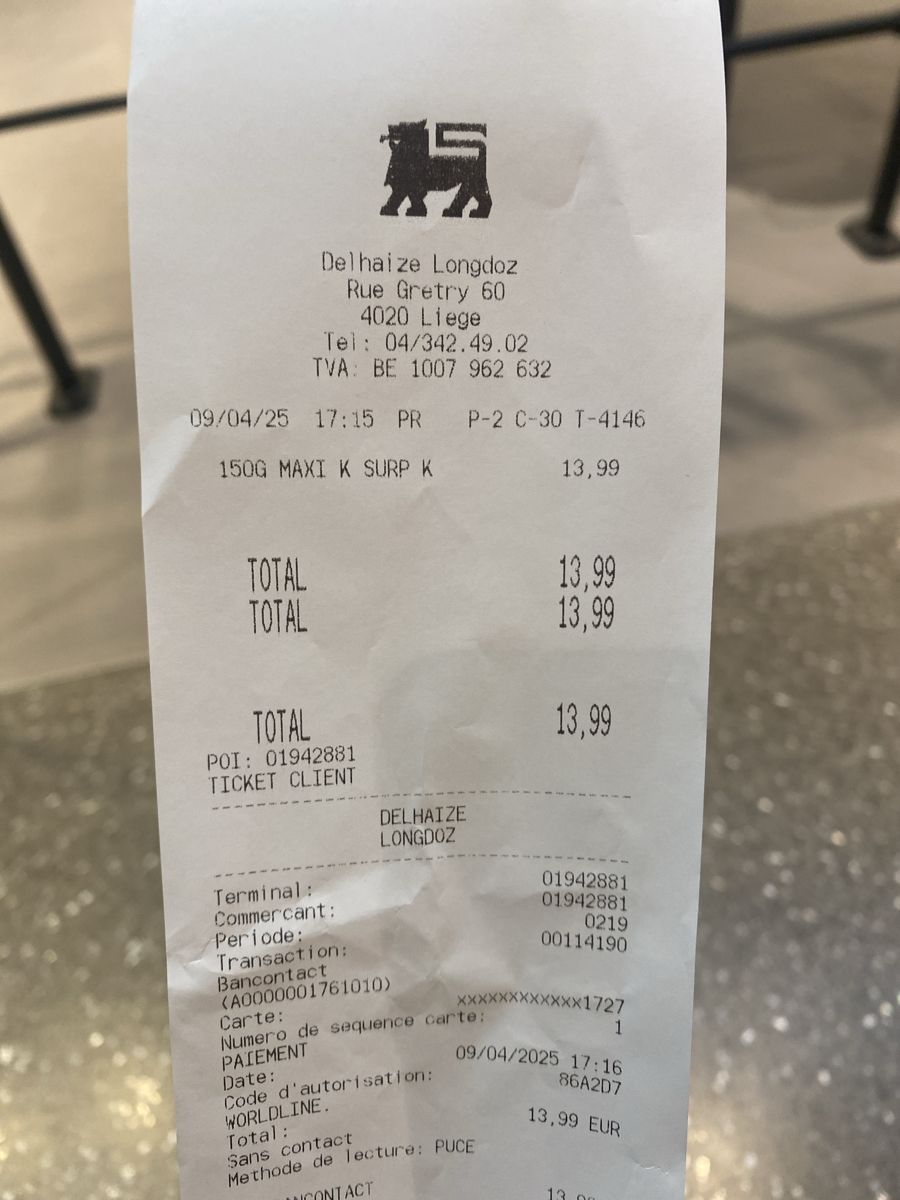 Delhaize Longdoz
Rue Gretry 60
4020 Liege
Tel: 04/342.49.02
TVA: BE 1007 962 632
09/04/25 17:15 PR P-2 C-30 T-4146
150G MAXI K SURP K 13,99
TOTAL 13,99
TOTAL 13,99
TOTAL 13,99
POI: 01942881
TICKET CLIENT
DELHAIZE
LONGDOZ
Terminal: 01942881
Commercant: 01942881
Periode: 0219
Transaction: 00114190
Bancontact
(A0000001761010)
Carte: xxxxxxxxxxxx1727
Numero de sequence carte: 1
PAIEMENT
Date: 09/04/2025 17:16
Code d'autorisation: 86A2D7
WORLDLINE.
Total: 13,99 EUR
Sans contact
Methode de lecture: PUCE